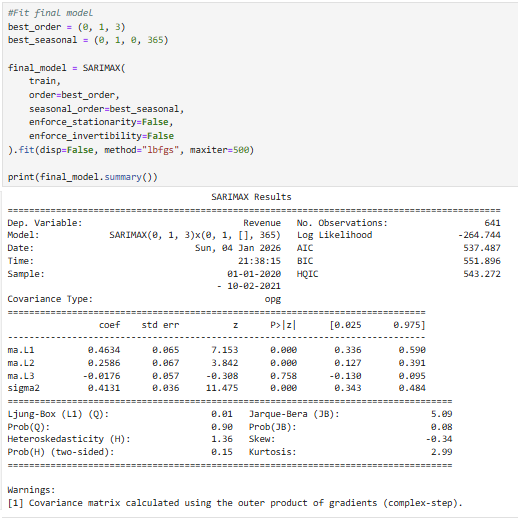 #Fit final model
best_order = (0, 1, 3)
best_seasonal = (0, 1, 0, 365)

final_model = SARIMAX(
    train,
    order=best_order,
    seasonal_order=best_seasonal,
    enforce_stationarity=False,
    enforce_invertibility=False
).fit(disp=False, method="lbfgs", maxiter=500)

print(final_model.summary())
SARIMAX Results
==========================================================================================
Dep. Variable:                            Revenue   No. Observations:                  641
Model:             SARIMAX(0, 1, 3)x(0, 1, [], 365)   Log Likelihood                -264.744
Date:                            Sun, 04 Jan 2026   AIC                            537.487
Time:                                    21:38:15   BIC                            551.896
Sample:                                01-01-2020   HQIC                           543.272
                                     - 10-02-2021
Covariance Type:                              opg
==============================================================================
                 coef    std err          z      P>|z|      [0.025      0.975]
------------------------------------------------------------------------------
ma.L1          0.4634      0.065      7.153      0.000       0.336       0.590
ma.L2          0.2586      0.067      3.842      0.000       0.127       0.391
ma.L3         -0.0176      0.057     -0.308      0.758      -0.130       0.095
sigma2         0.4131      0.036     11.475      0.000       0.343       0.484
===================================================================================
Ljung-Box (L1) (Q):                   0.01   Jarque-Bera (JB):                 5.09
Prob(Q):                              0.90   Prob(JB):                         0.08
Heteroskedasticity (H):               1.36   Skew:                            -0.34
Prob(H) (two-sided):                  0.15   Kurtosis:                         2.99
===================================================================================

Warnings:
[1] Covariance matrix calculated using the outer product of gradients (complex-step).